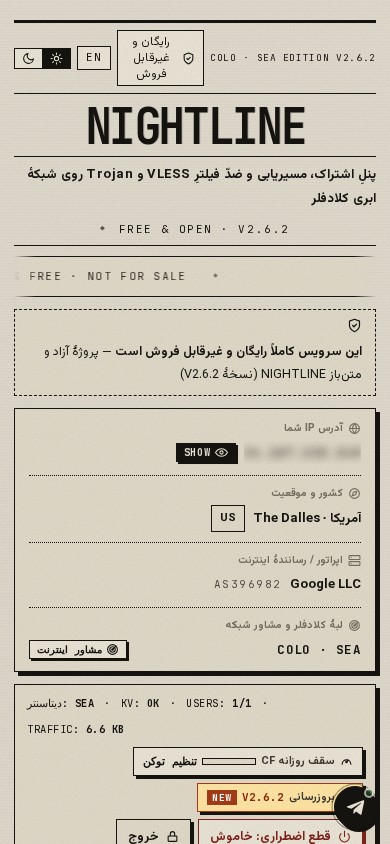 COLO · SEA EDITION V2.6.2
رایگان و
غیرقابل
فروش
EN
NIGHTLINE
پنلِ اشتراک، مسیریابی و ضدّ فیلترِ VLESS و Trojan روی شبکهٔ
ابری کلادفلر
FREE & OPEN · V2.6.2
FREE · NOT FOR SALE
این سرویس کاملاً رایگان و غیرقابل فروش است — پروژهٔ آزاد و
متن‌باز NIGHTLINE (نسخهٔ V2.6.2)
آدرس IP شما
SHOW
کشور و موقعیت
آمریکا · The Dalles US
اپراتور / رسانندهٔ اینترنت
Google LLC AS396982
لبهٔ کلادفلر و مشاور شبکه
COLO · SEA مشاور اینترنت
دیتاسنتر: SEA · KV: OK · USERS: 1/1 ·
TRAFFIC: 6.6 KB
سقف روزانه CF تنظیم توکن
بروزرسانی V2.6.2 NEW
قطع اضطراری: خاموش
خروج